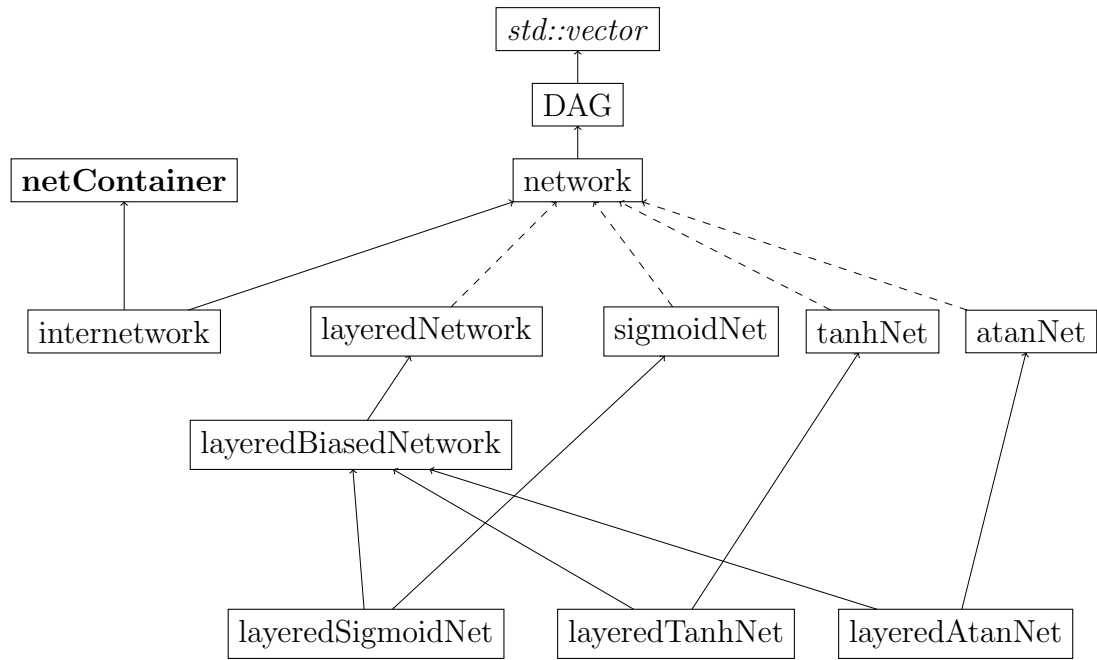 std::vector
DAG
netContainer
network
internetwork
layeredNetwork
sigmoidNet
tanhNet
atanNet
layeredBiasedNetwork
layeredSigmoidNet
layeredTanhNet
layeredAtanNet